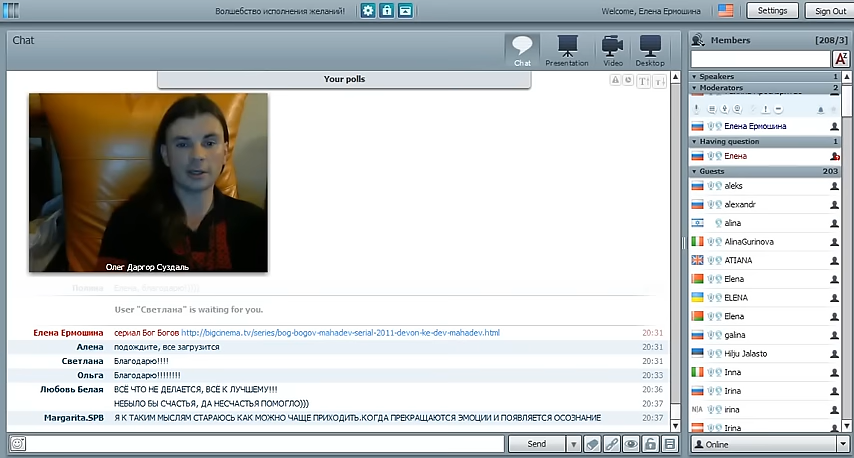 Волшебство исполнения желаний!
Welcome, Елена Ермошина
Settings
Sign Out
Chat
Chat
Presentation
Video
Desktop
Your polls
Олег Даргор Суздаль
User "Светлана" is waiting for you.
Елена Ермошина сериал Бог Богов http://bigcinema.tv/series/bog-bogov-mahadev-serial-2011-devon-ke-dev-mahadev.html 20:31
Алена подождите, все загрузится 20:31
Светлана Благодарю!!!! 20:31
Ольга Благодарю!!!!!!!! 20:33
Любовь Белая ВСЁ ЧТО НЕ ДЕЛАЕТСЯ, ВСЁ К ЛУЧШЕМУ!!! 20:36
НЕБЫЛО БЫ СЧАСТЬЯ, ДА НЕСЧАСТЬЯ ПОМОГЛО))) 20:37
Margarita.SPB Я К ТАКИМ МЫСЛЯМ СТАРАЮСЬ КАК МОЖНО ЧАЩЕ ПРИХОДИТЬ.КОГДА ПРЕКРАЩАЮТСЯ ЭМОЦИИ И ПОЯВЛЯЕТСЯ ОСОЗНАНИЕ 20:37
Send
Members [208/3]
Speakers 1
Moderators 2
Елена Ермошина
Having question 1
Елена
Guests 203
aleks
alexandr
alina
AlinaGurinova
ATIANA
Elena
ELENA
Elena
galina
Hilju Jalasto
Inna
Irina
N/A irina
Irina
Online